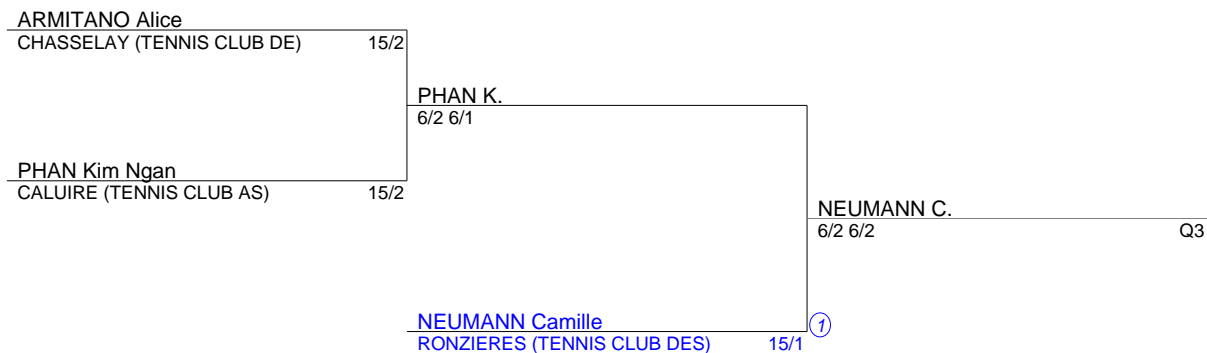 ARMITANO Alice
CHASSELAY (TENNIS CLUB DE) 15/2
PHAN K.
6/2 6/1
PHAN Kim Ngan
CALUIRE (TENNIS CLUB AS) 15/2
NEUMANN C.
6/2 6/2 Q3
NEUMANN Camille 1
RONZIERES (TENNIS CLUB DES) 15/1